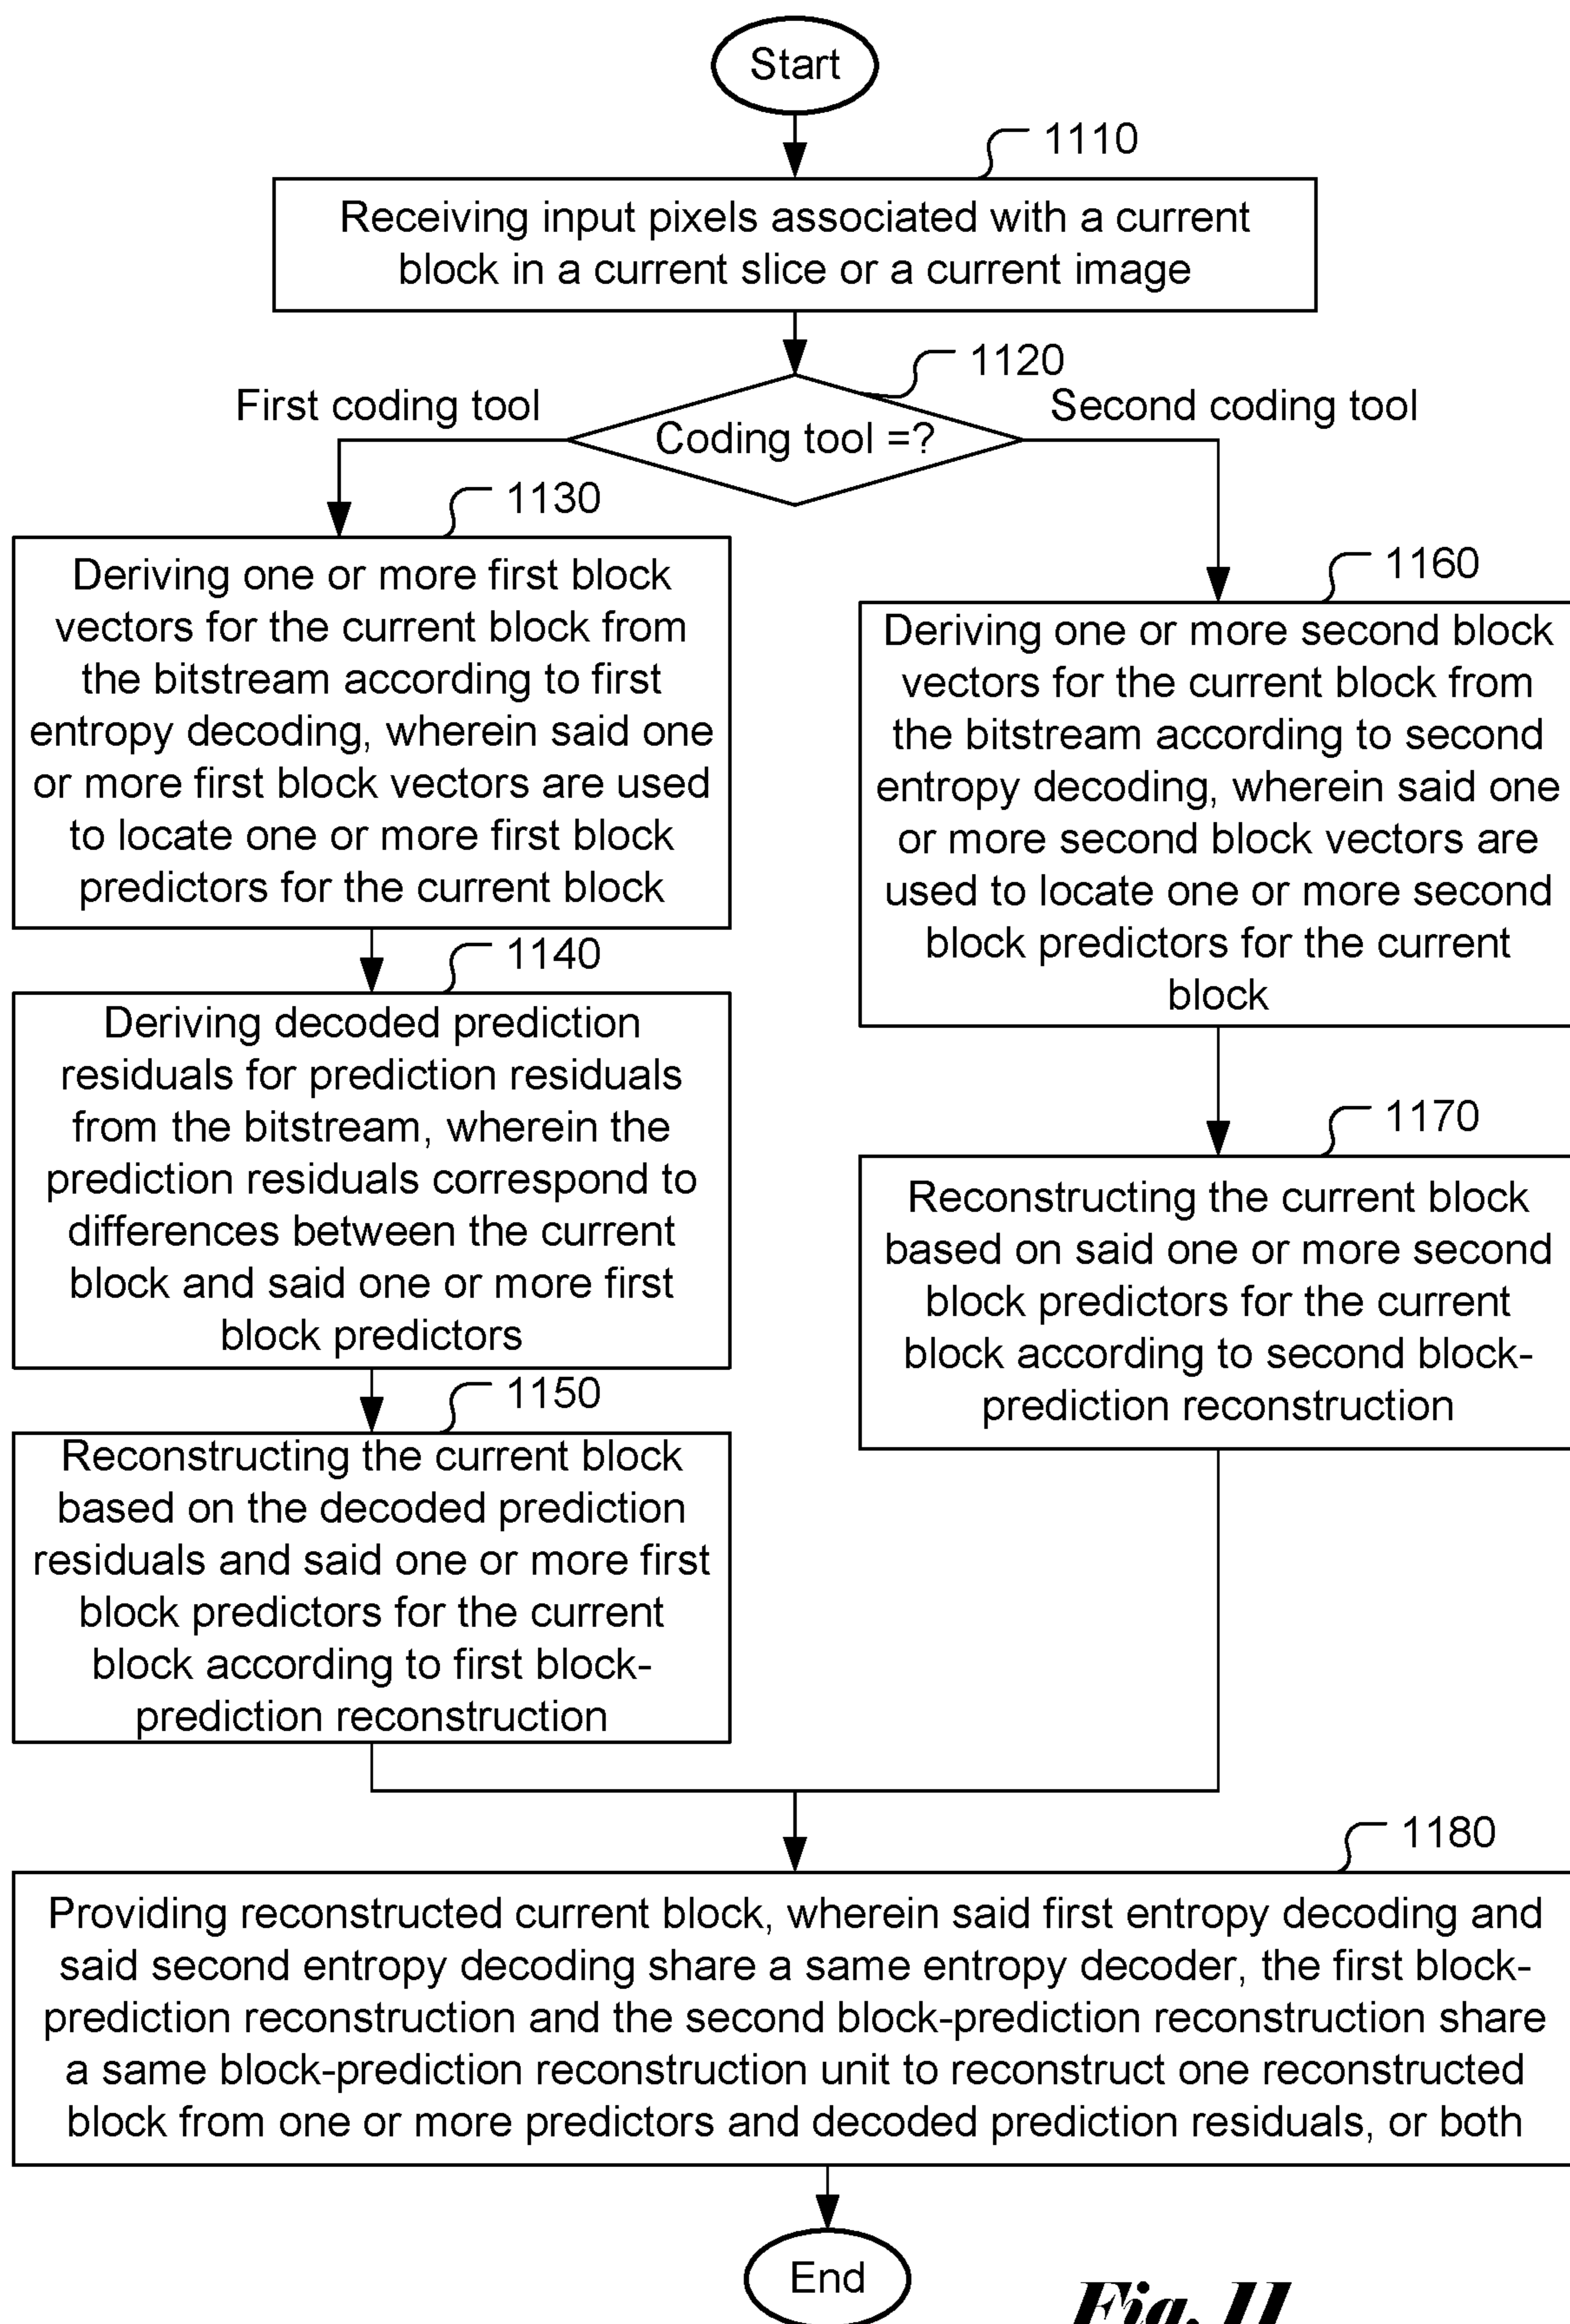 Start
1110
Receiving input pixels associated with a current
block in a current slice or a current image
1120
First coding tool
Coding tool =?
Second coding tool
1130
Deriving one or more first block
vectors for the current block from
the bitstream according to first
entropy decoding, wherein said one
or more first block vectors are used
to locate one or more first block
predictors for the current block
1140
Deriving decoded prediction
residuals for prediction residuals
from the bitstream, wherein the
prediction residuals correspond to
differences between the current
block and said one or more first
block predictors
1150
Reconstructing the current block
based on the decoded prediction
residuals and said one or more first
block predictors for the current
block according to first block-
prediction reconstruction
1160
Deriving one or more second block
vectors for the current block from
the bitstream according to second
entropy decoding, wherein said one
or more second block vectors are
used to locate one or more second
block predictors for the current
block
1170
Reconstructing the current block
based on said one or more second
block predictors for the current
block according to second block-
prediction reconstruction
1180
Providing reconstructed current block, wherein said first entropy decoding and
said second entropy decoding share a same entropy decoder, the first block-
prediction reconstruction and the second block-prediction reconstruction share
a same block-prediction reconstruction unit to reconstruct one reconstructed
block from one or more predictors and decoded prediction residuals, or both
End
Fig. 11